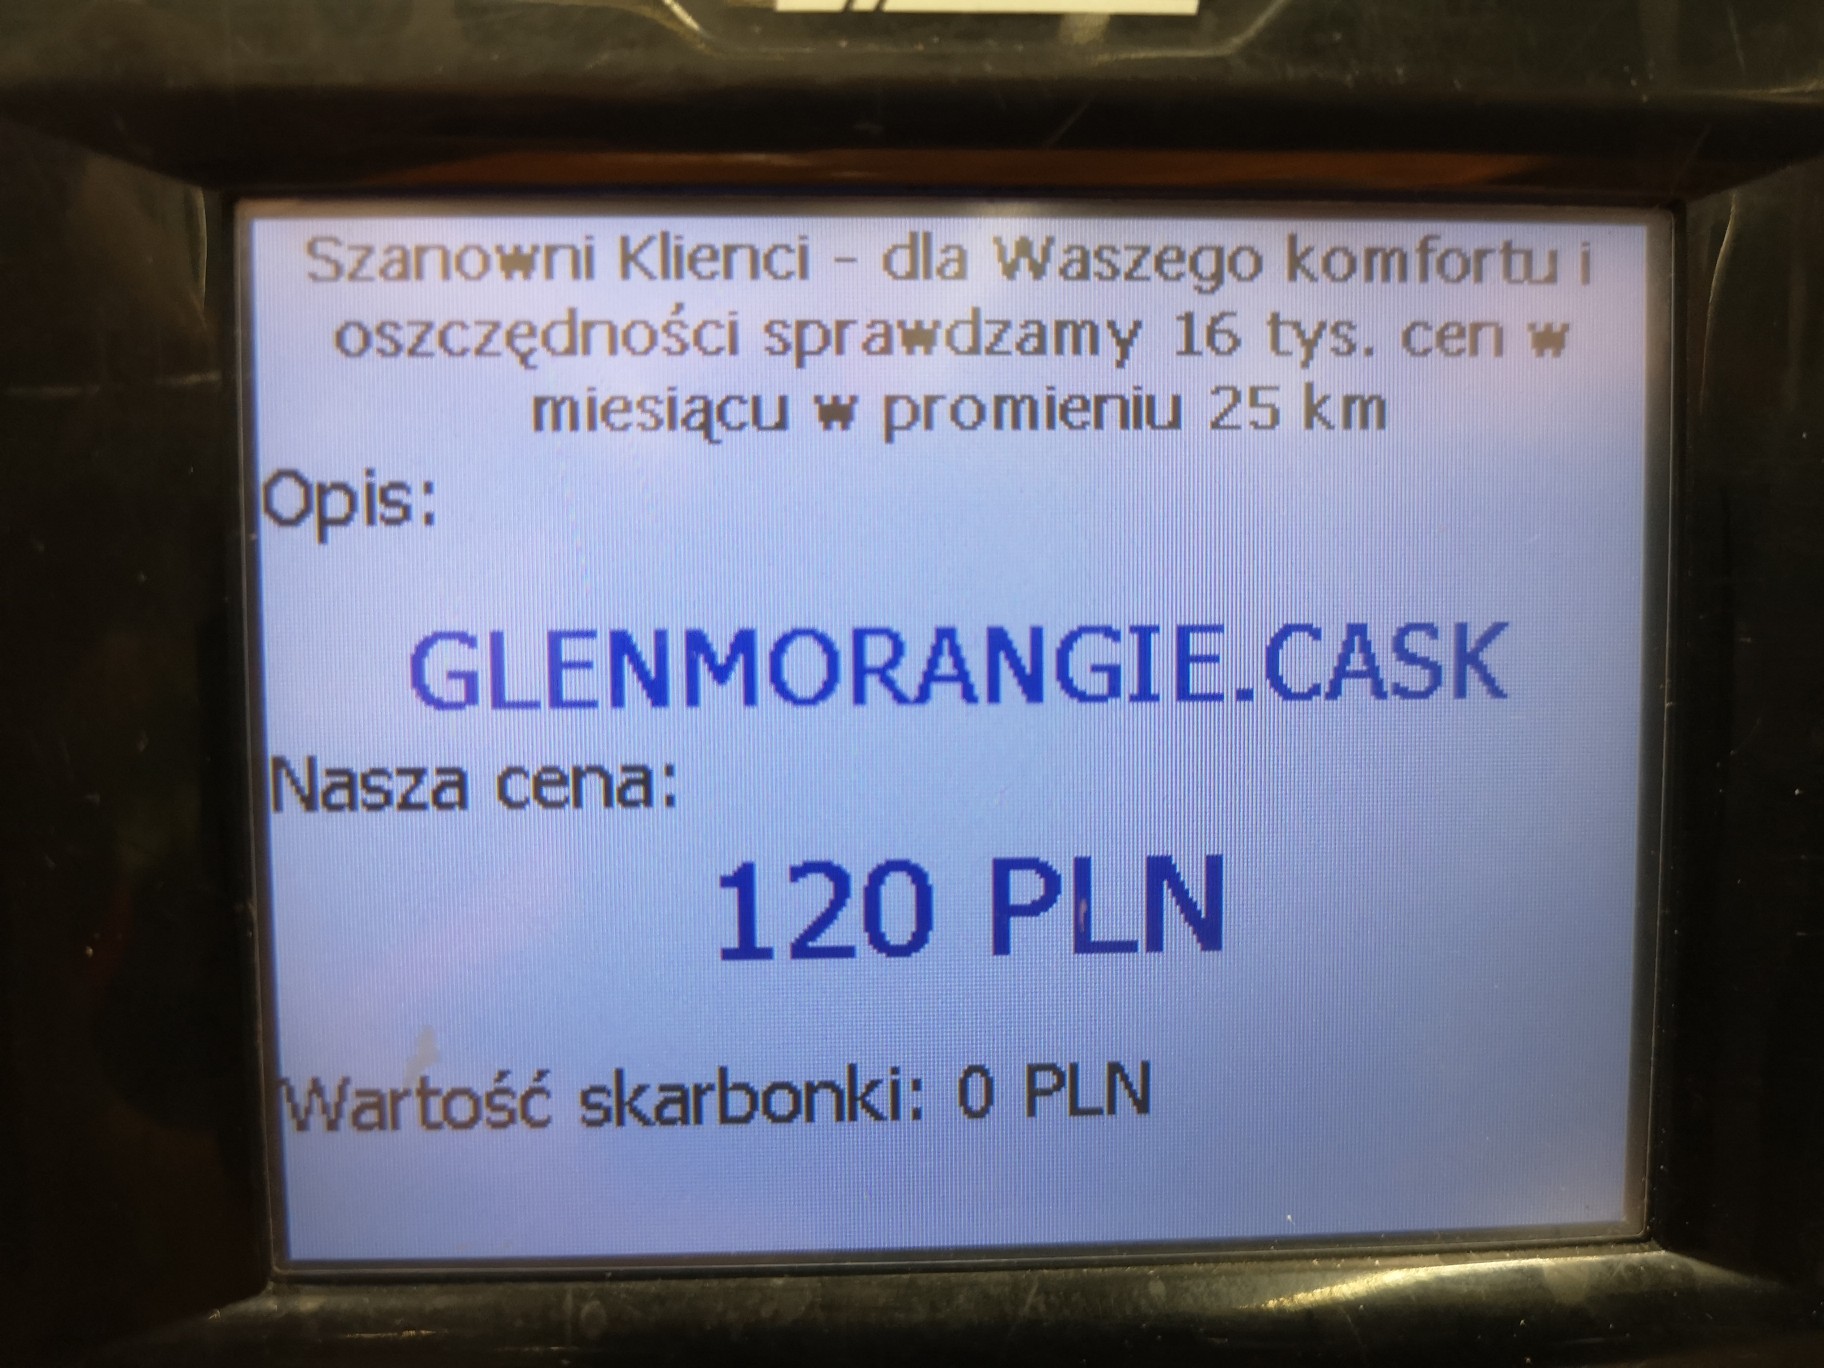 Szanowni Klienci - dla Waszego komfortu i
oszczędności sprawdzamy 16 tys. cen w
miesiącu w promieniu 25 km
Opis:
GLENMORANGIE.CASK
Nasza cena:
120 PLN
Wartość skarbonki: 0 PLN